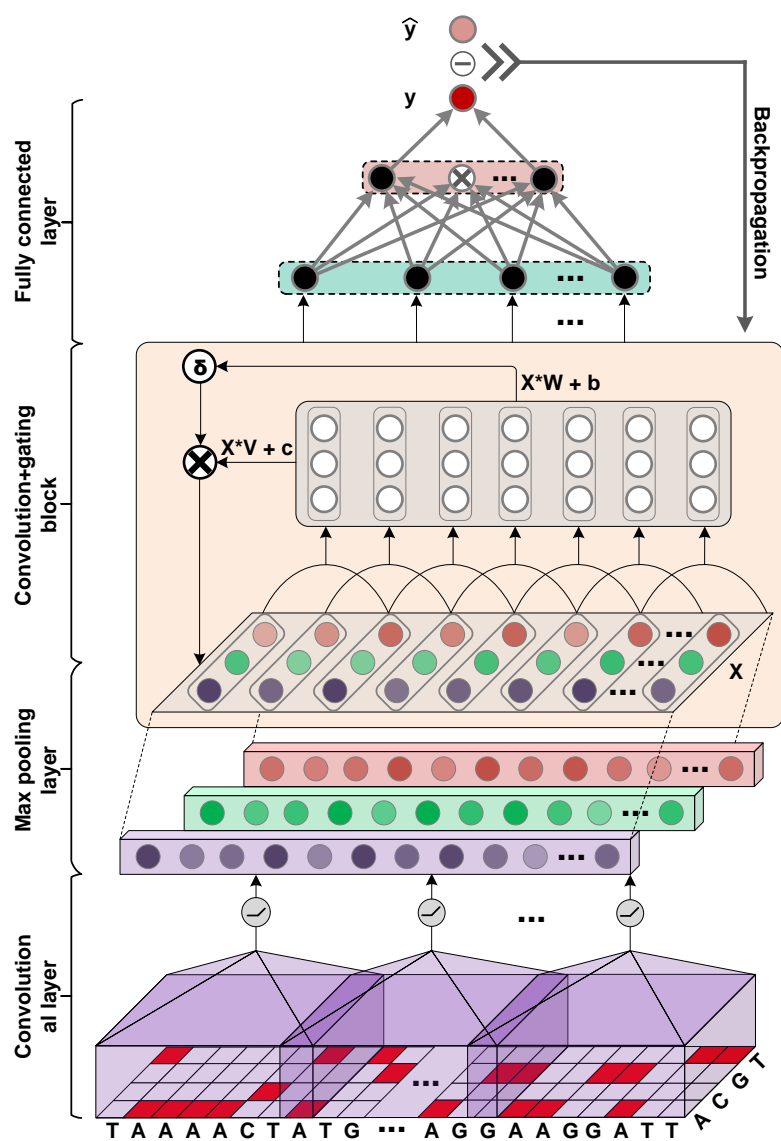 ŷ
y
Backpropagation
Fully connected
layer
...
...
...
δ
X*W + b
X*V + c
Convolution+gating
block
...
...
...
X
Max pooling
layer
...
...
...
...
Convolution
al layer
...
T A A A A C T A T G ... A G G A A G G A T T
A C G T